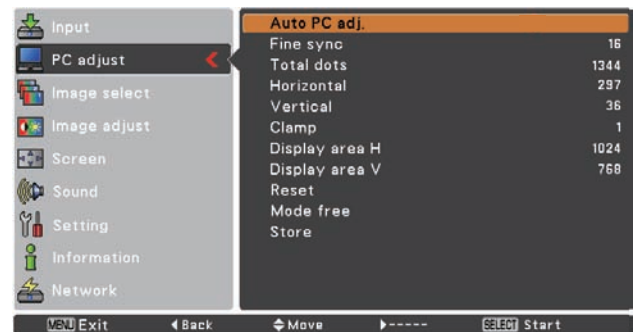 Input
PC adjust
Image select
Image adjust
Screen
Sound
Setting
Information
Network
Auto PC adj.
Fine sync 16
Total dots 1344
Horizontal 297
Vertical 36
Clamp 1
Display area H 1024
Display area V 768
Reset
Mode free
Store
MENU Exit ◀Back ◆Move ▶----- SELECT Start